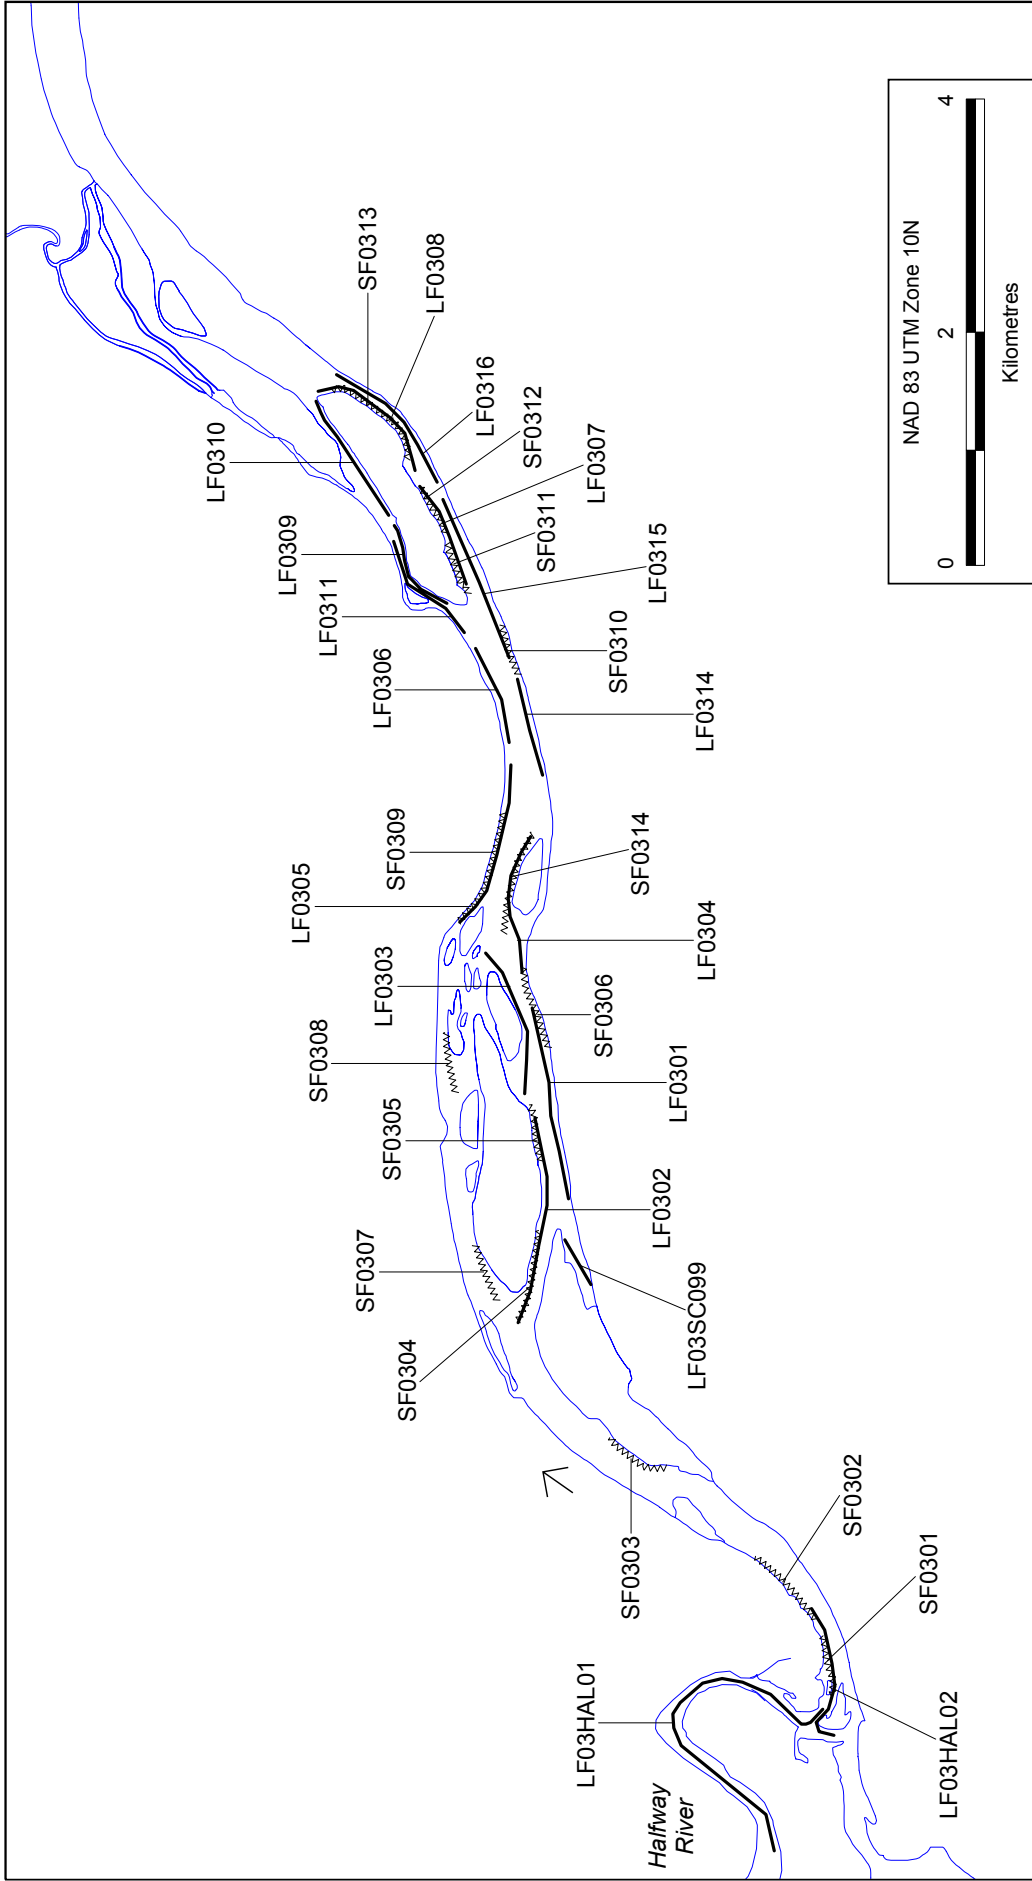 Halfway
River
LF03HAL01
LF03HAL02
SF0301
SF0302
SF0303
SF0304
LF03SC099
SF0307
LF0302
SF0305
LF0301
SF0308
SF0306
LF0303
LF0304
LF0305
SF0314
SF0309
LF0314
LF0306
SF0310
LF0311
LF0315
LF0309
SF0311
LF0307
SF0312
LF0310
LF0316
LF0308
SF0313
NAD 83 UTM Zone 10N
0 2 4
Kilometres